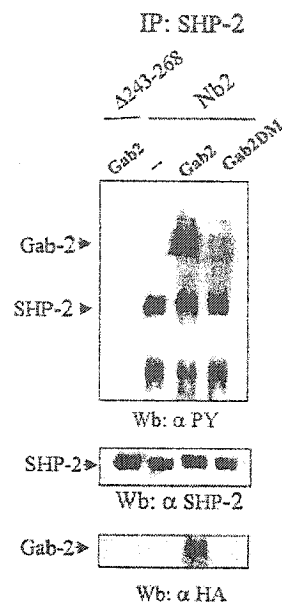 IP: SHP-2
Δ243-268
Nb2
Gab2
–
Gab2
Gab2DM
Gab-2
SHP-2
Wb: α PY
SHP-2
Wb: α SHP-2
Gab-2
Wb: α HA